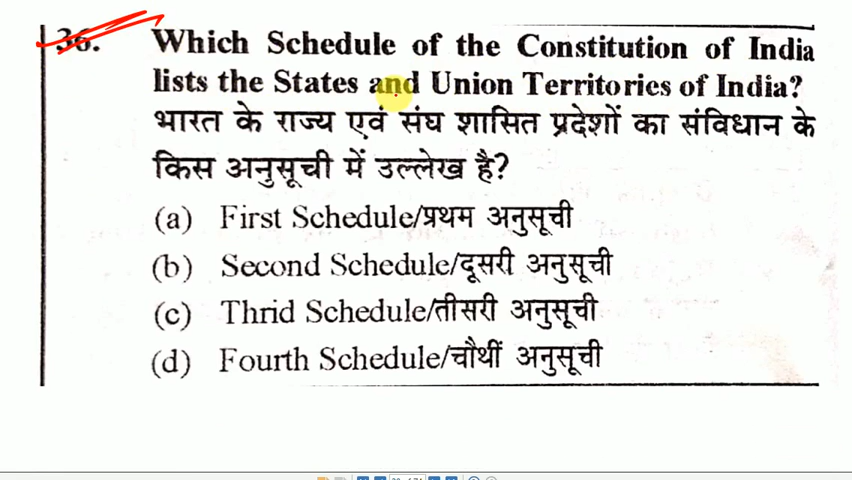 36. Which Schedule of the Constitution of India
lists the States and Union Territories of India?
भारत के राज्य एवं संघ शासित प्रदेशों का संविधान के
किस अनुसूची में उल्लेख है?
(a) First Schedule/प्रथम अनुसूची
(b) Second Schedule/दूसरी अनुसूची
(c) Thrid Schedule/तीसरी अनुसूची
(d) Fourth Schedule/चौथीं अनुसूची